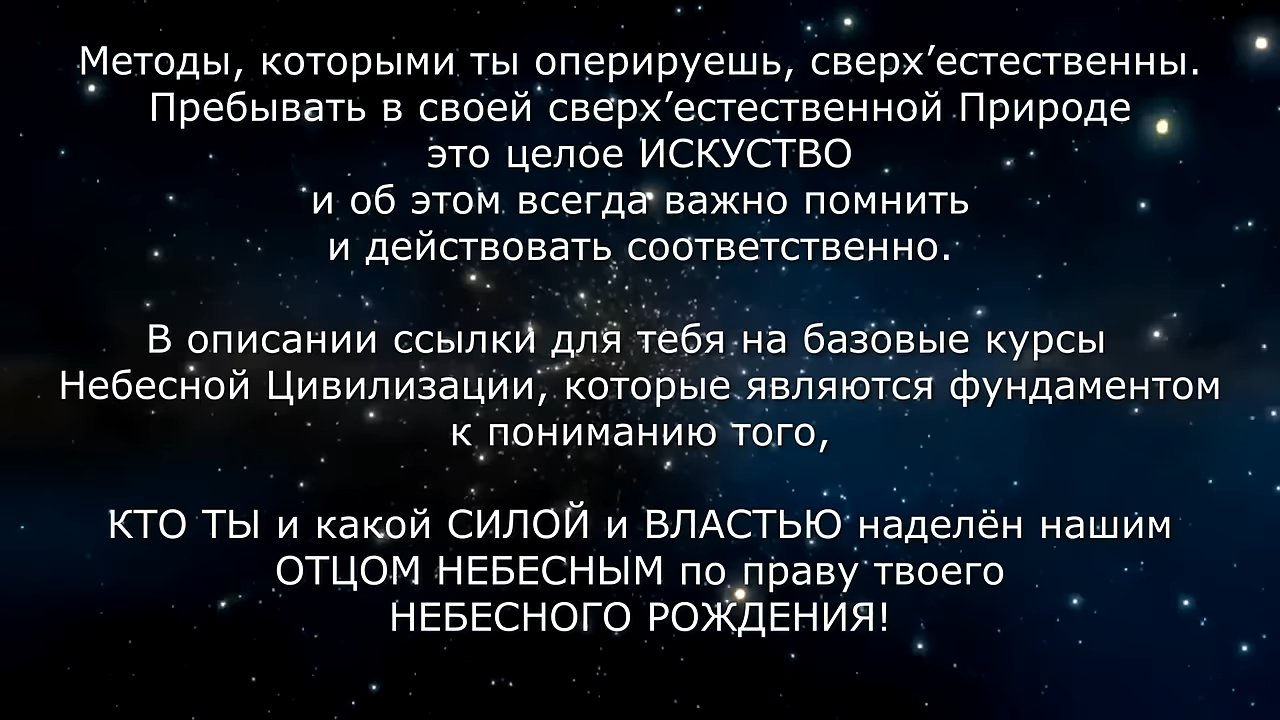 Методы, которыми ты оперируешь, сверх’естественны.
Пребывать в своей сверх’естественной Природе
это целое ИСКУСТВО
и об этом всегда важно помнить
и действовать соответственно.
В описании ссылки для тебя на базовые курсы
Небесной Цивилизации, которые являются фундаментом
к пониманию того,
КТО ТЫ и какой СИЛОЙ и ВЛАСТЬЮ наделён нашим
ОТЦОМ НЕБЕСНЫМ по праву твоего
НЕБЕСНОГО РОЖДЕНИЯ!